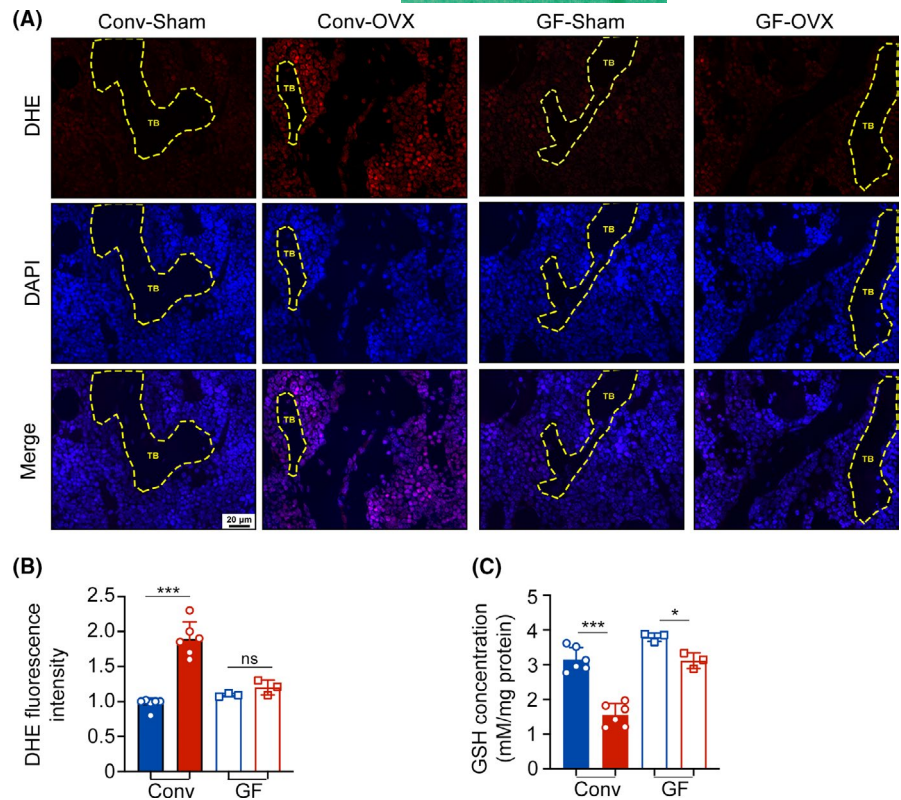 (A)
Conv-Sham Conv-OVX GF-Sham GF-OVX
DHE
TB TB TB TB
DAPI
TB TB TB TB
Merge
TB TB TB TB
20 µm
(B)
DHE fluorescence
intensity
2.5
2.0
1.5
1.0
0.5
0
***
ns
Conv GF
(C)
GSH concentration
(mM/mg protein)
5
4
3
2
1
0
***
*
Conv GF